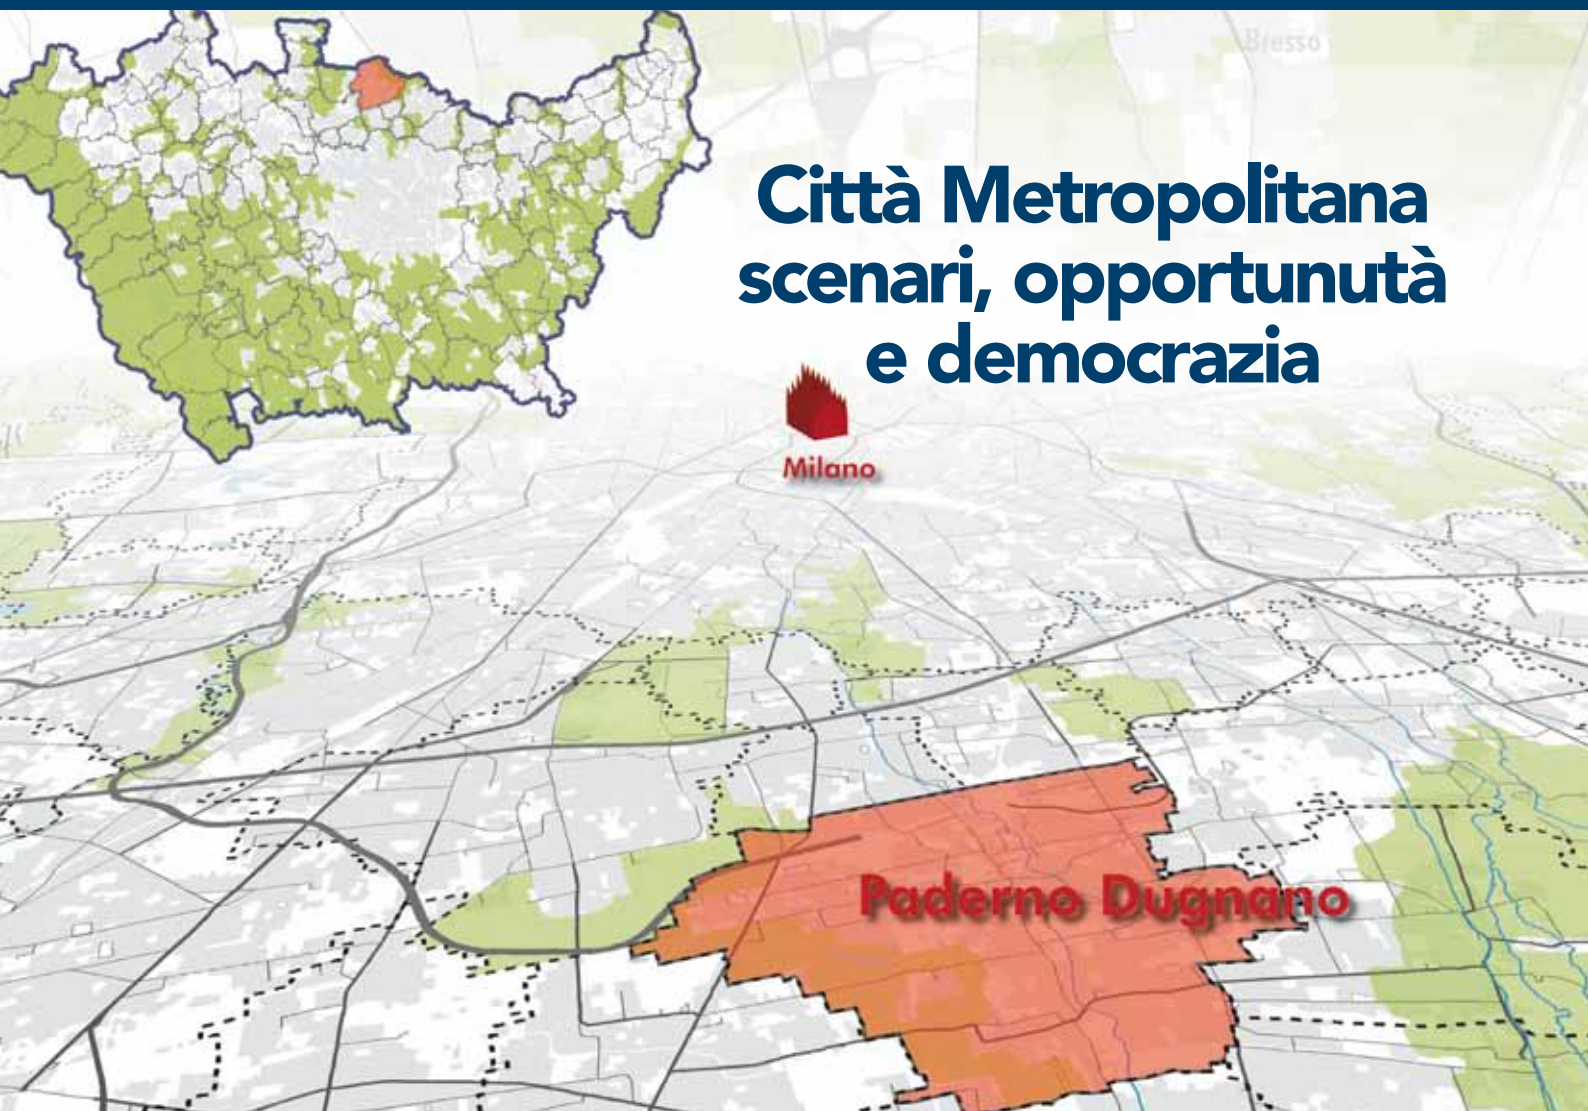 Bresso
Città Metropolitana
scenari, opportunutà
e democrazia
Milano
Paderno Dugnano